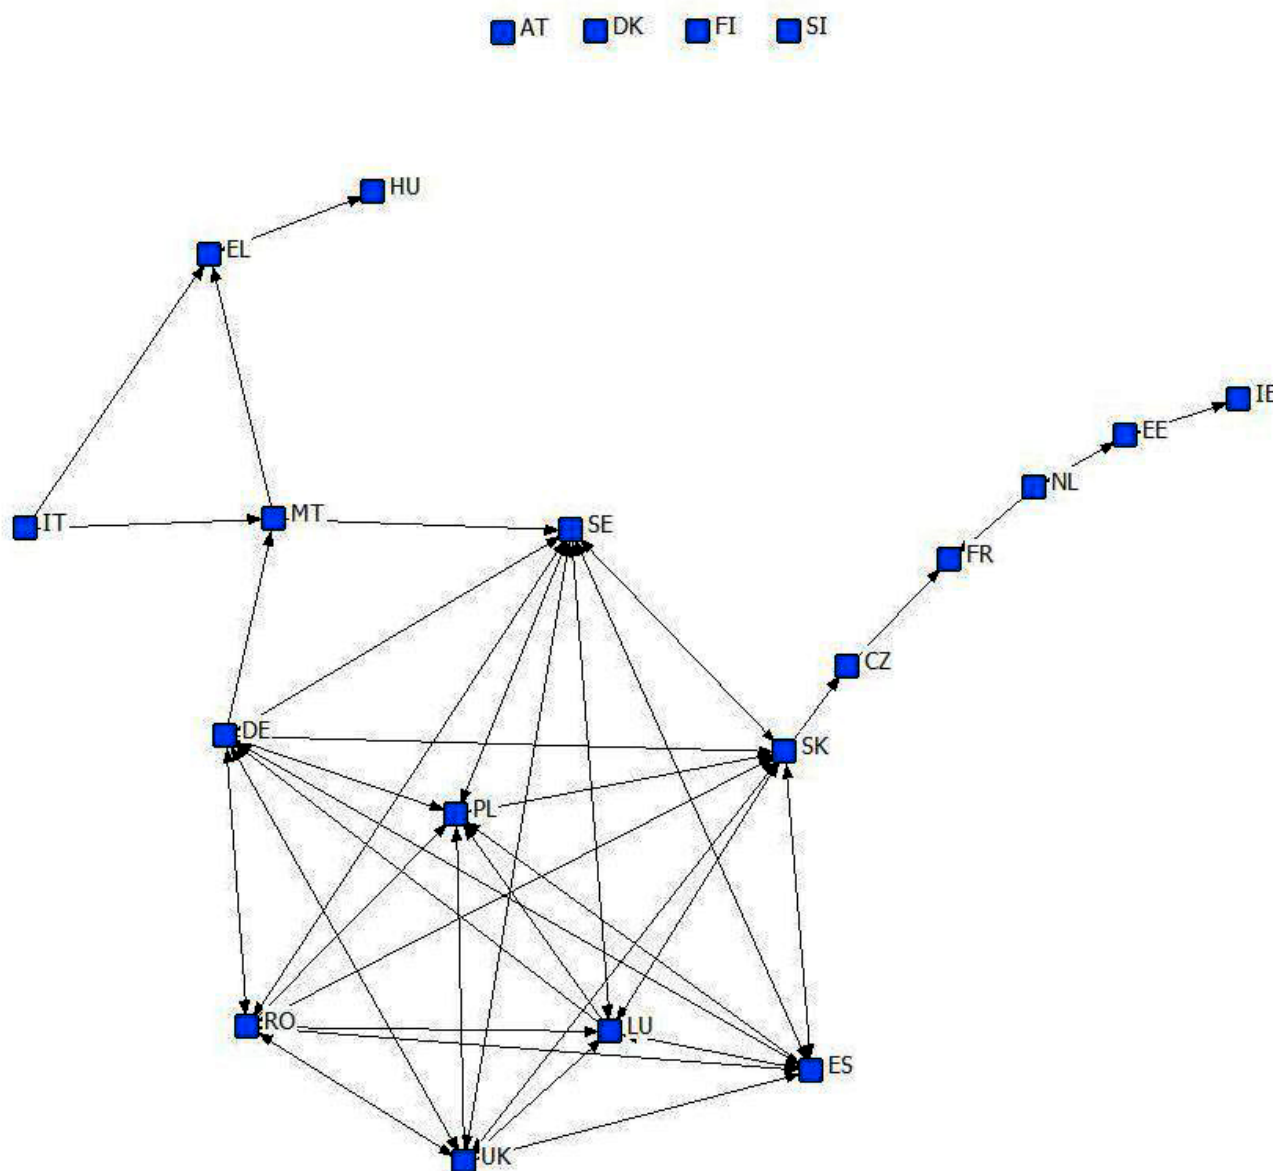 AT DK FI SI
HU
EL
IE
EE
NL
IT MT SE
FR
CZ
DE SK
PL
RO LU
ES
UK